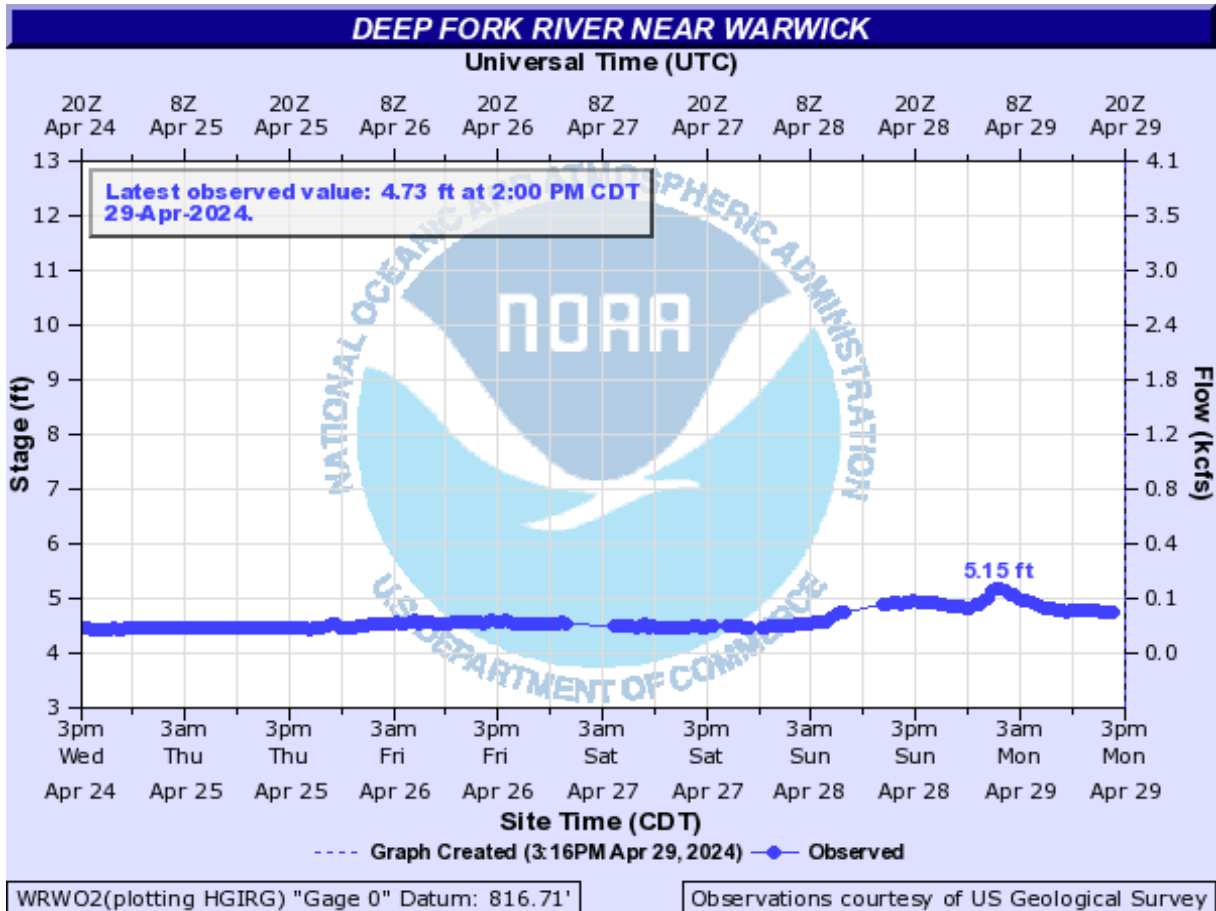 DEEP FORK RIVER NEAR WARWICK
Universal Time (UTC)
20Z 8Z 20Z 8Z 20Z 8Z 20Z 8Z 20Z 8Z 20Z
Apr 24 Apr 25 Apr 25 Apr 26 Apr 26 Apr 27 Apr 27 Apr 28 Apr 28 Apr 29 Apr 29
Latest observed value: 4.73 ft at 2:00 PM CDT
29-Apr-2024.
NATIONAL OCEANIC AND ATMOSPHERIC ADMINISTRATION
NOAA
U.S. DEPARTMENT OF COMMERCE
Stage (ft)
13
12
11
10
9
8
7
6
5
4
3
5.15 ft
4.1
3.5
3.0
2.4
1.8
1.2
0.8
0.4
0.1
0.0
Flow (kcfs)
3pm 3am 3pm 3am 3pm 3am 3pm 3am 3pm 3am 3pm
Wed Thu Thu Fri Fri Sat Sat Sun Sun Mon Mon
Apr 24 Apr 25 Apr 25 Apr 26 Apr 26 Apr 27 Apr 27 Apr 28 Apr 28 Apr 29 Apr 29
Site Time (CDT)
---- Graph Created (3:16PM Apr 29, 2024) Observed
WRWO2(plotting HGIRG) "Gage 0" Datum: 816.71'
Observations courtesy of US Geological Survey